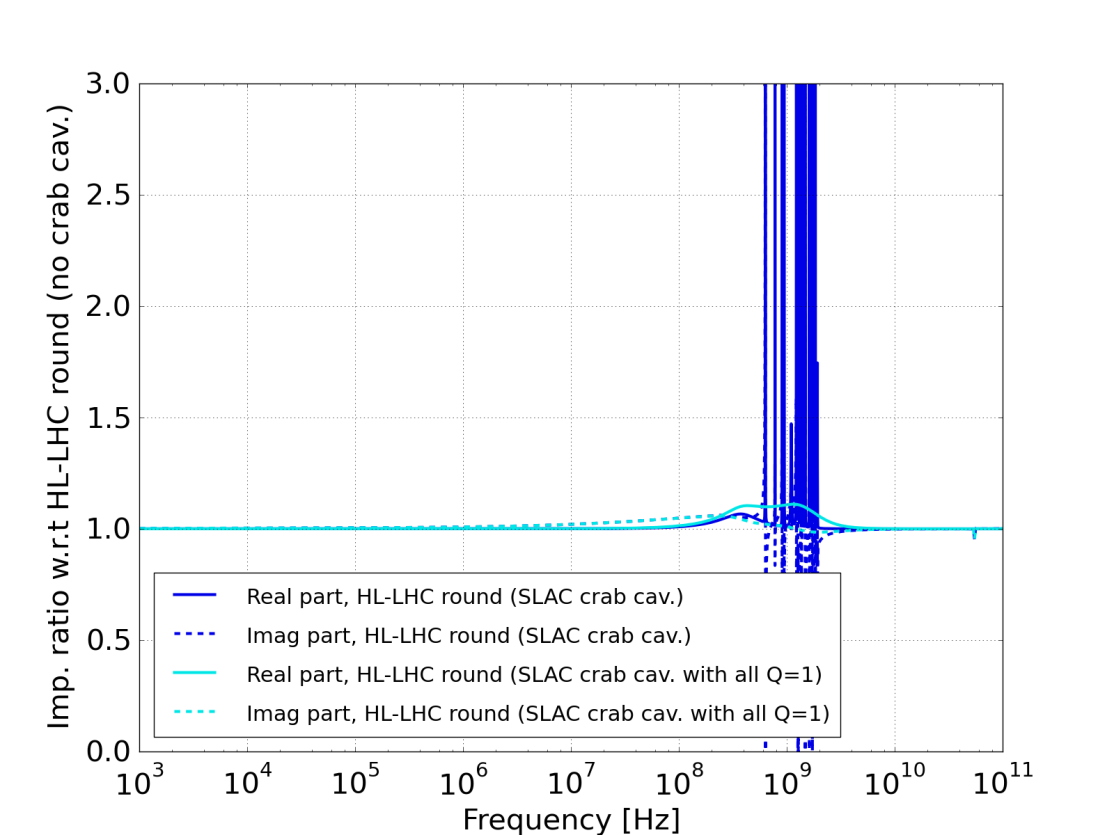 3.0
2.5
2.0
1.5
1.0
0.5
0.0
Imp. ratio w.r.t HL-LHC round (no crab cav.)
Real part, HL-LHC round (SLAC crab cav.)
Imag part, HL-LHC round (SLAC crab cav.)
Real part, HL-LHC round (SLAC crab cav. with all Q=1)
Imag part, HL-LHC round (SLAC crab cav. with all Q=1)
10³ 10⁴ 10⁵ 10⁶ 10⁷ 10⁸ 10⁹ 10¹⁰ 10¹¹
Frequency [Hz]